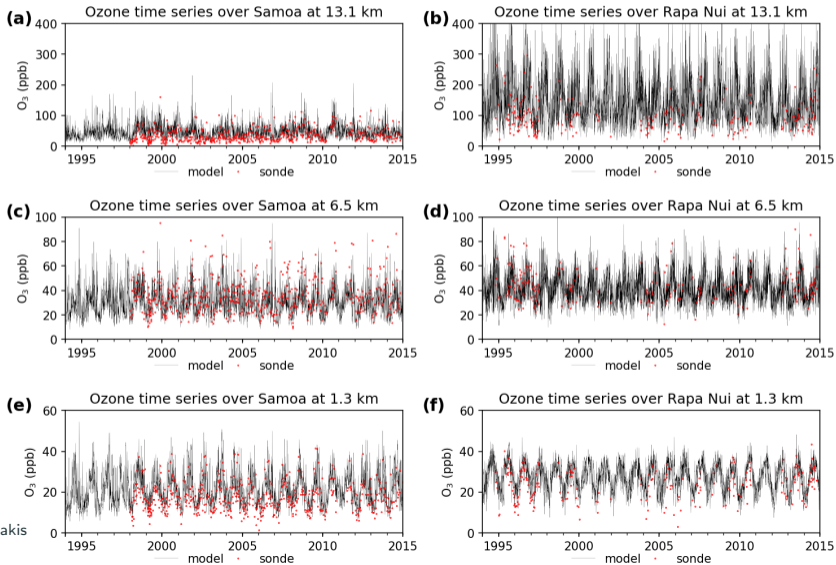 (a) Ozone time series over Samoa at 13.1 km
400
300
200
100
0
O₃ (ppb)
1995 2000 2005 2010 2015
model sonde
(b) Ozone time series over Rapa Nui at 13.1 km
400
300
200
100
0
O₃ (ppb)
1995 2000 2005 2010 2015
model sonde
(c) Ozone time series over Samoa at 6.5 km
100
80
60
40
20
0
O₃ (ppb)
1995 2000 2005 2010 2015
model sonde
(d) Ozone time series over Rapa Nui at 6.5 km
100
80
60
40
20
0
O₃ (ppb)
1995 2000 2005 2010 2015
model sonde
(e) Ozone time series over Samoa at 1.3 km
60
40
20
0
O₃ (ppb)
akis
1995 2000 2005 2010 2015
model sonde
(f) Ozone time series over Rapa Nui at 1.3 km
60
40
20
0
O₃ (ppb)
1995 2000 2005 2010 2015
model sonde